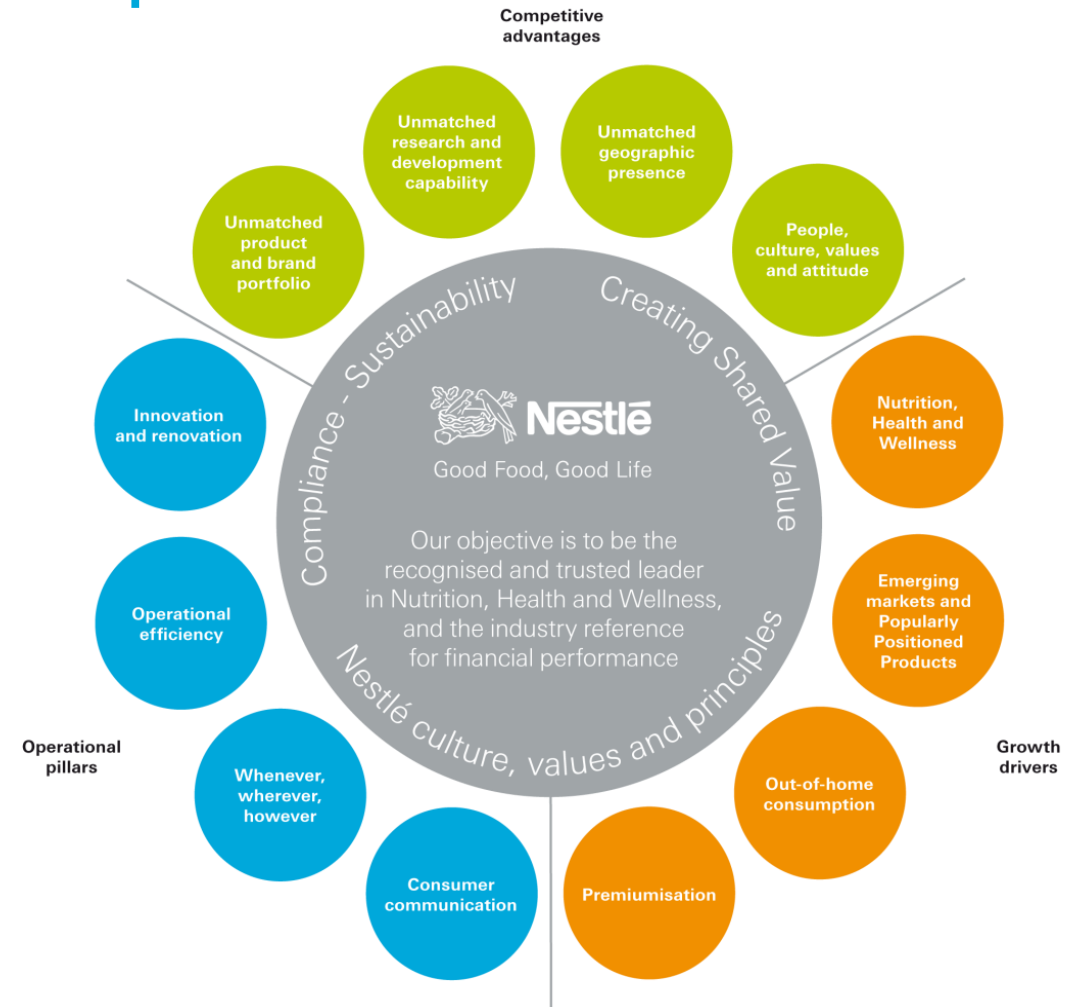 Competitive
advantages
Unmatched
research and
development
capability
Unmatched
geographic
presence
Unmatched
product
and brand
portfolio
People,
culture, values
and attitude
Compliance - Sustainability
Creating Shared Value
Nestlé culture, values and principles
Nestlé
Good Food, Good Life
Our objective is to be the
recognised and trusted leader
in Nutrition, Health and Wellness,
and the industry reference
for financial performance
Innovation
and renovation
Operational
efficiency
Operational
pillars
Whenever,
wherever,
however
Consumer
communication
Nutrition,
Health and
Wellness
Emerging
markets and
Popularly
Positioned
Products
Growth
drivers
Out-of-home
consumption
Premiumisation